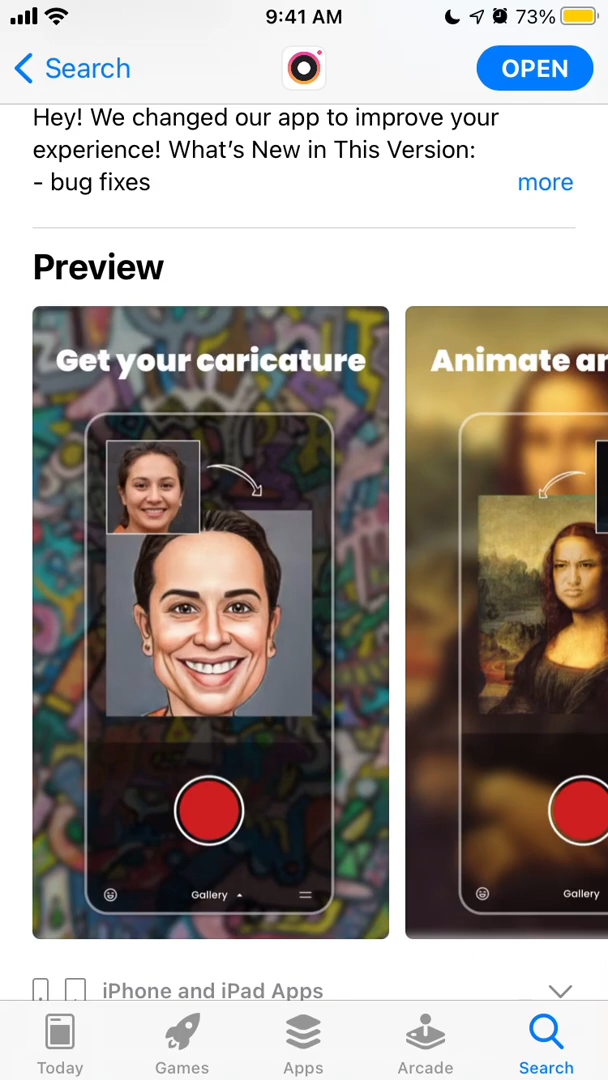 9:41 AM
73%
Search
OPEN
Hey! We changed our app to improve your
experience! What's New in This Version:
- bug fixes
more
Preview
Get your caricature
Gallery
Animate an
Gallery
iPhone and iPad Apps
Today
Games
Apps
Arcade
Search